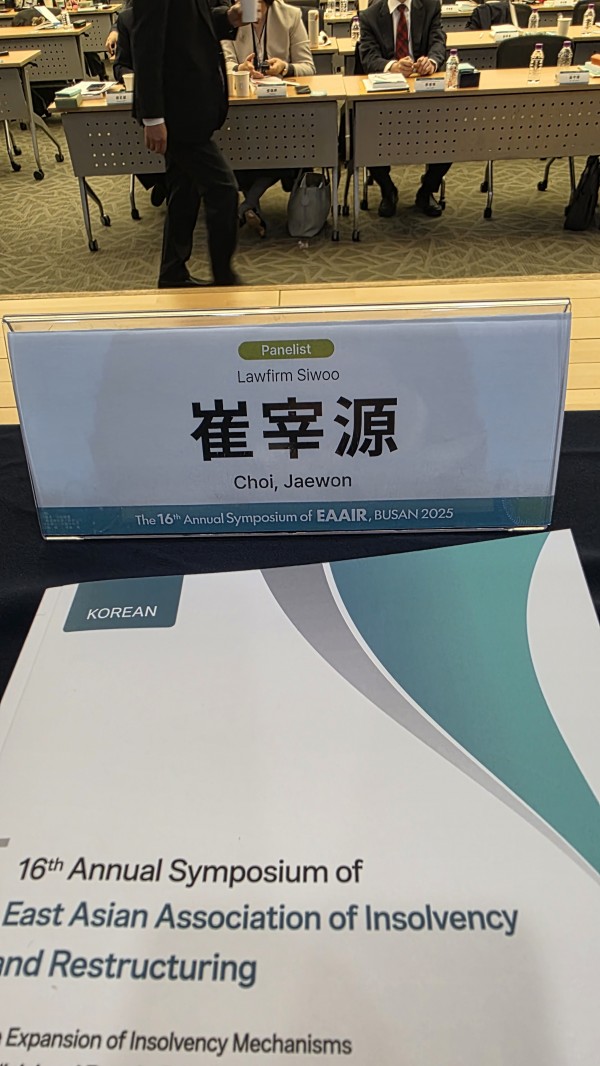 Panelist
Lawfirm Siwoo
崔宰源
Choi, Jaewon
The 16th Annual Symposium of EAAIR, BUSAN 2025
KOREAN
16th Annual Symposium of
East Asian Association of Insolvency
and Restructuring
Expansion of Insolvency Mechanisms